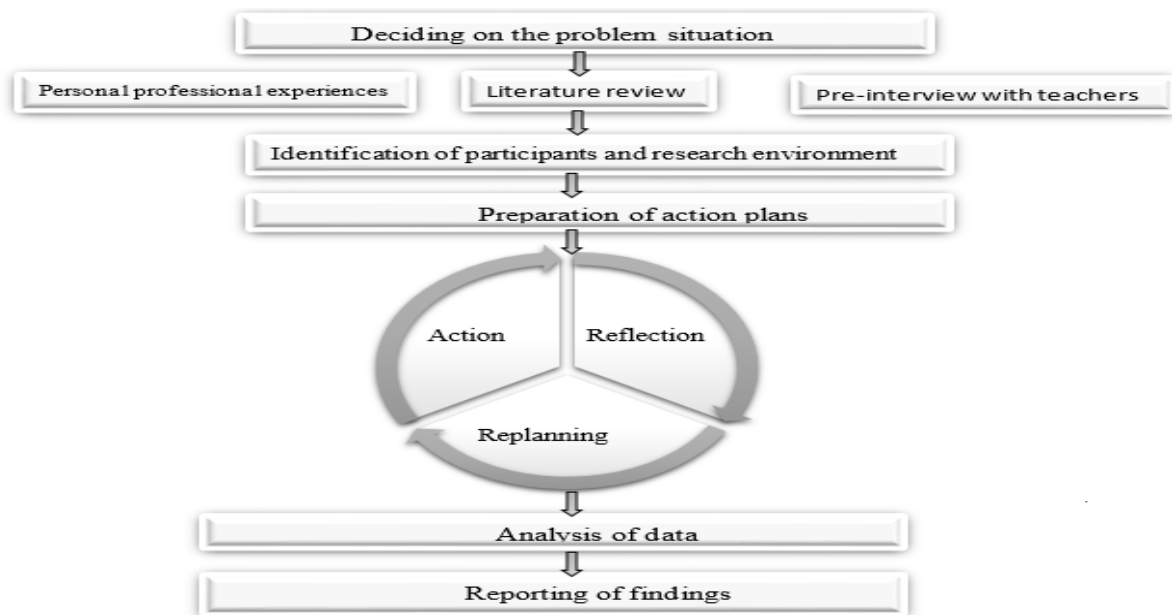 Deciding on the problem situation
Personal professional experiences
Literature review
Pre-interview with teachers
Identification of participants and research environment
Preparation of action plans
Action
Reflection
Replanning
Analysis of data
Reporting of findings